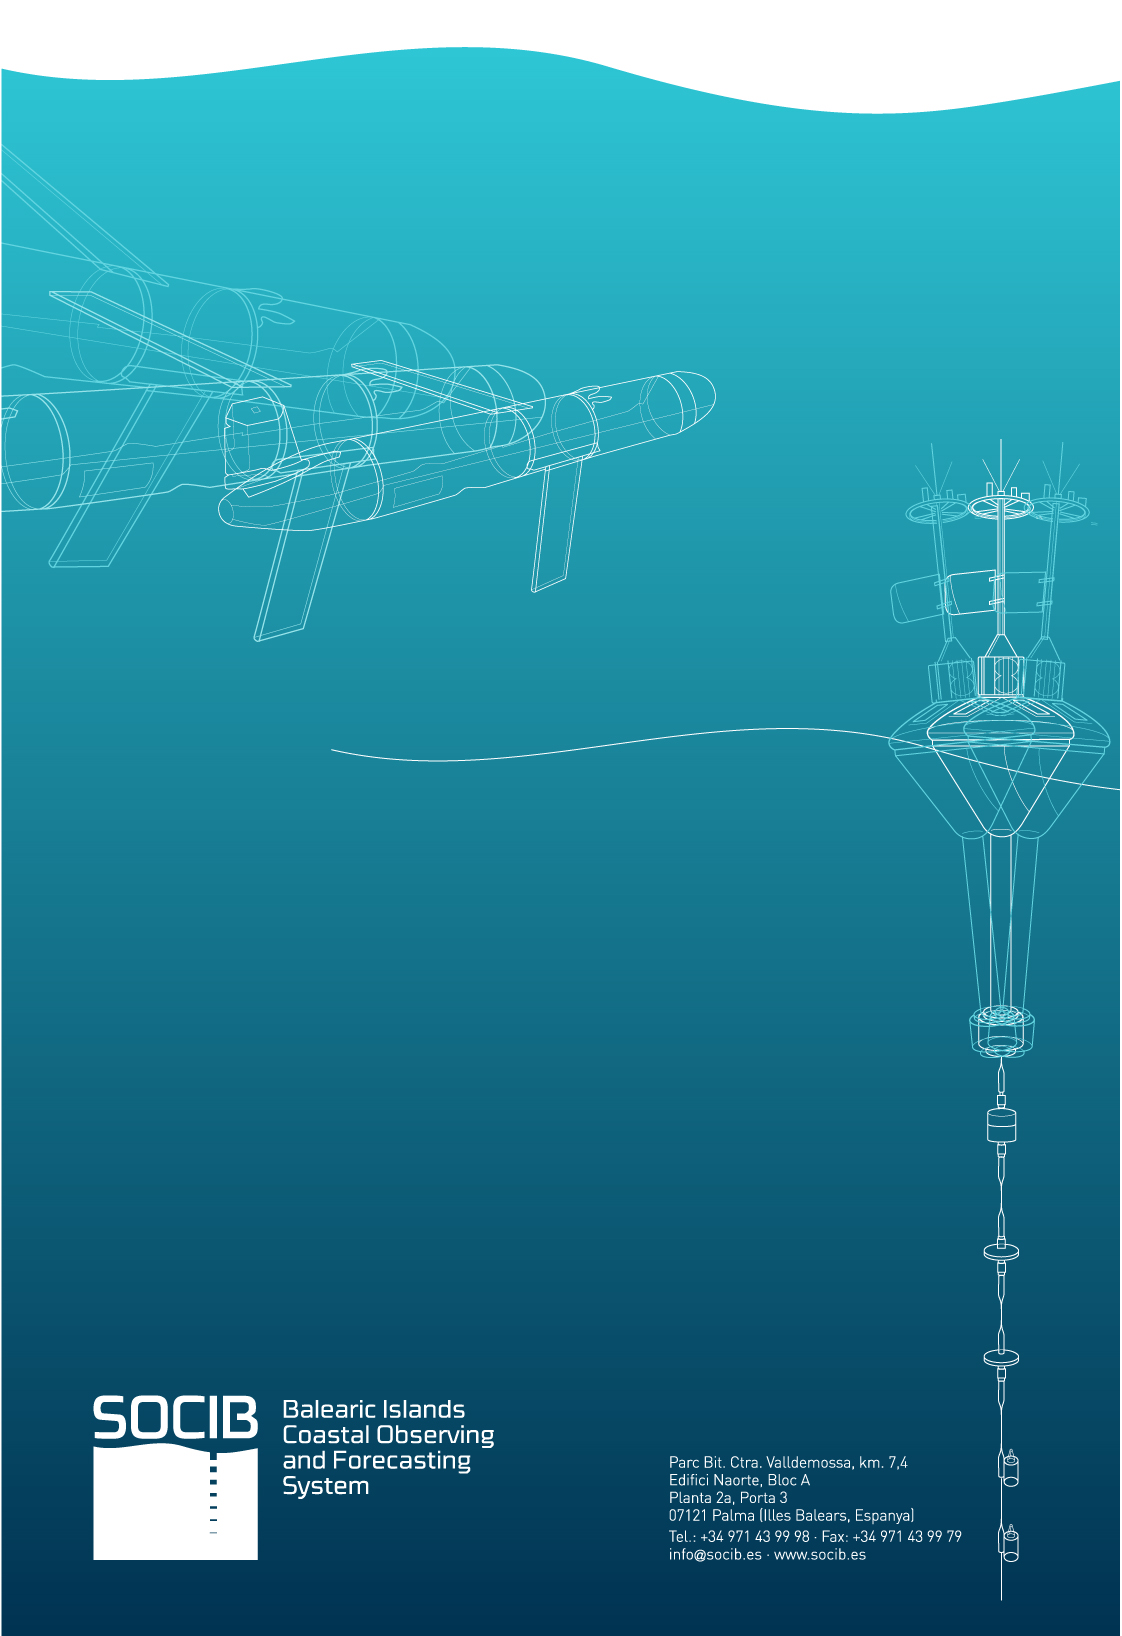 SOCIB
Balearic Islands
Coastal Observing
and Forecasting
System
Parc Bit. Ctra. Valldemossa, km. 7,4
Edifici Naorte, Bloc A
Planta 2a, Porta 3
07121 Palma (Illes Balears, Espanya)
Tel.: +34 971 43 99 98 · Fax: +34 971 43 99 79
info@socib.es · www.socib.es